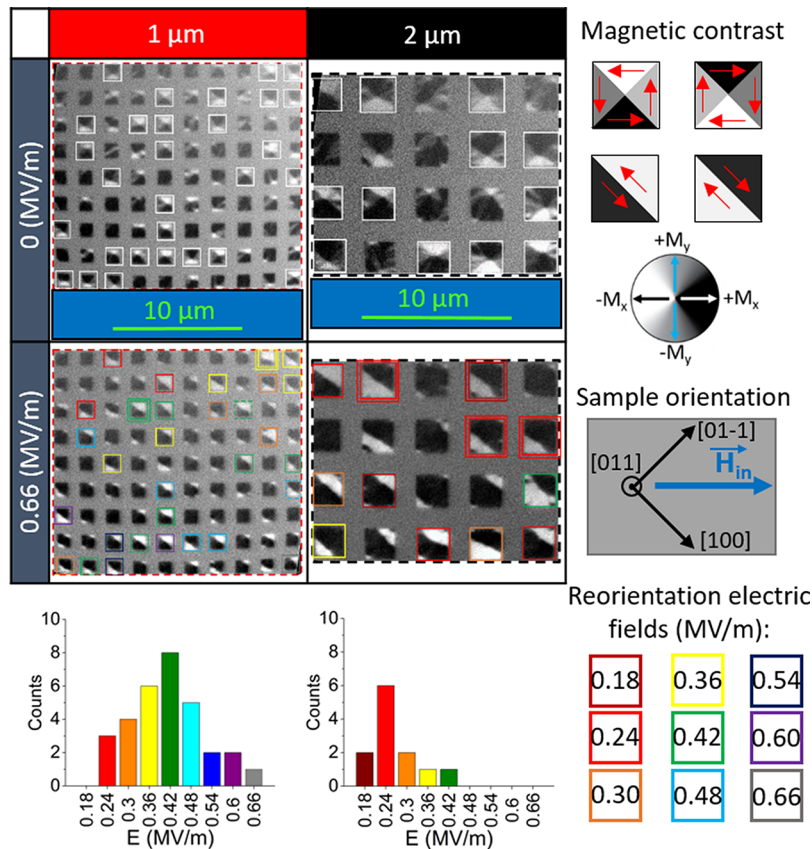 1 μm
2 μm
0 (MV/m)
10 μm
10 μm
0.66 (MV/m)
Magnetic contrast
+My
-Mx
+Mx
-My
Sample orientation
[01-1]
[011]
Hin
[100]
Reorientation electric
fields (MV/m):
0.18
0.36
0.54
0.24
0.42
0.60
0.30
0.48
0.66
10
8
6
4
2
0
Counts
0.18
0.24
0.3
0.36
0.42
0.48
0.54
0.6
0.66
E (MV/m)
10
8
6
4
2
0
Counts
0.18
0.24
0.3
0.36
0.42
0.48
0.54
0.6
0.66
E (MV/m)